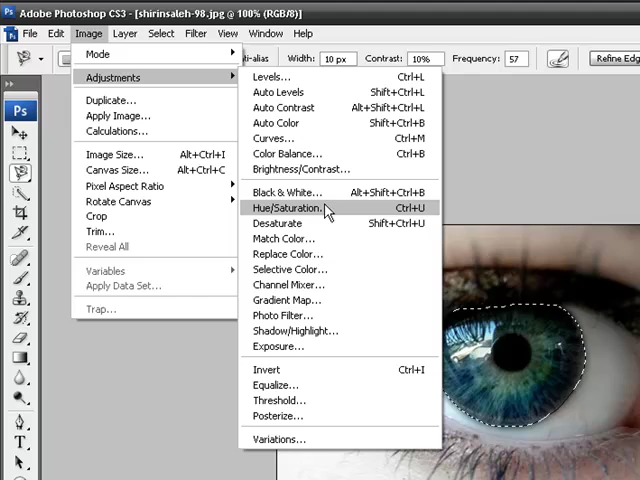 Ps Adobe Photoshop CS3 - [shirinsaleh-98.jpg @ 100% (RGB/8)]
File Edit Image Layer Select Filter View Window Help
Width: 10 px Contrast: 10% Frequency: 57 Refine Edg
Ps
Mode
Adjustments
Duplicate...
Apply Image...
Calculations...
Image Size... Alt+Ctrl+I
Canvas Size... Alt+Ctrl+C
Pixel Aspect Ratio
Rotate Canvas
Crop
Trim...
Reveal All
Variables
Apply Data Set...
Trap...
Levels... Ctrl+L
Auto Levels Shift+Ctrl+L
Auto Contrast Alt+Shift+Ctrl+L
Auto Color Shift+Ctrl+B
Curves... Ctrl+M
Color Balance... Ctrl+B
Brightness/Contrast...
Black & White... Alt+Shift+Ctrl+B
Hue/Saturation... Ctrl+U
Desaturate Shift+Ctrl+U
Match Color...
Replace Color...
Selective Color...
Channel Mixer...
Gradient Map...
Photo Filter...
Shadow/Highlight...
Exposure...
Invert Ctrl+I
Equalize...
Threshold...
Posterize...
Variations...
T